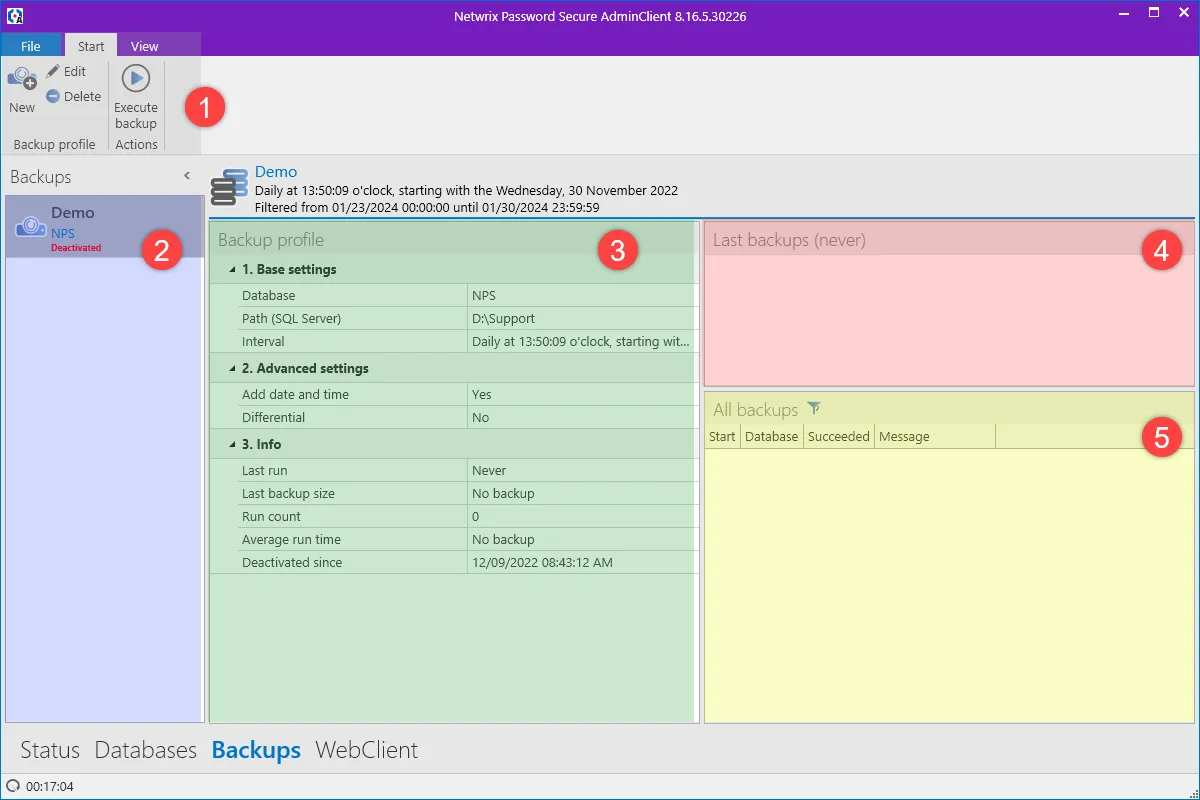 Netwrix Password Secure AdminClient 8.16.5.30226
File Start View
New
Edit
Delete
Backup profile
Execute
backup
Actions
1
Backups
Demo
NPS
Deactivated
2
Demo
Daily at 13:50:09 o'clock, starting with the Wednesday, 30 November 2022
Filtered from 01/23/2024 00:00:00 until 01/30/2024 23:59:59
Backup profile
3
1. Base settings
Database NPS
Path (SQL Server) D:\Support
Interval Daily at 13:50:09 o'clock, starting wit...
2. Advanced settings
Add date and time Yes
Differential No
3. Info
Last run Never
Last backup size No backup
Run count 0
Average run time No backup
Deactivated since 12/09/2022 08:43:12 AM
Last backups (never)
4
All backups
Start Database Succeeded Message
5
Status Databases Backups WebClient
00:17:04